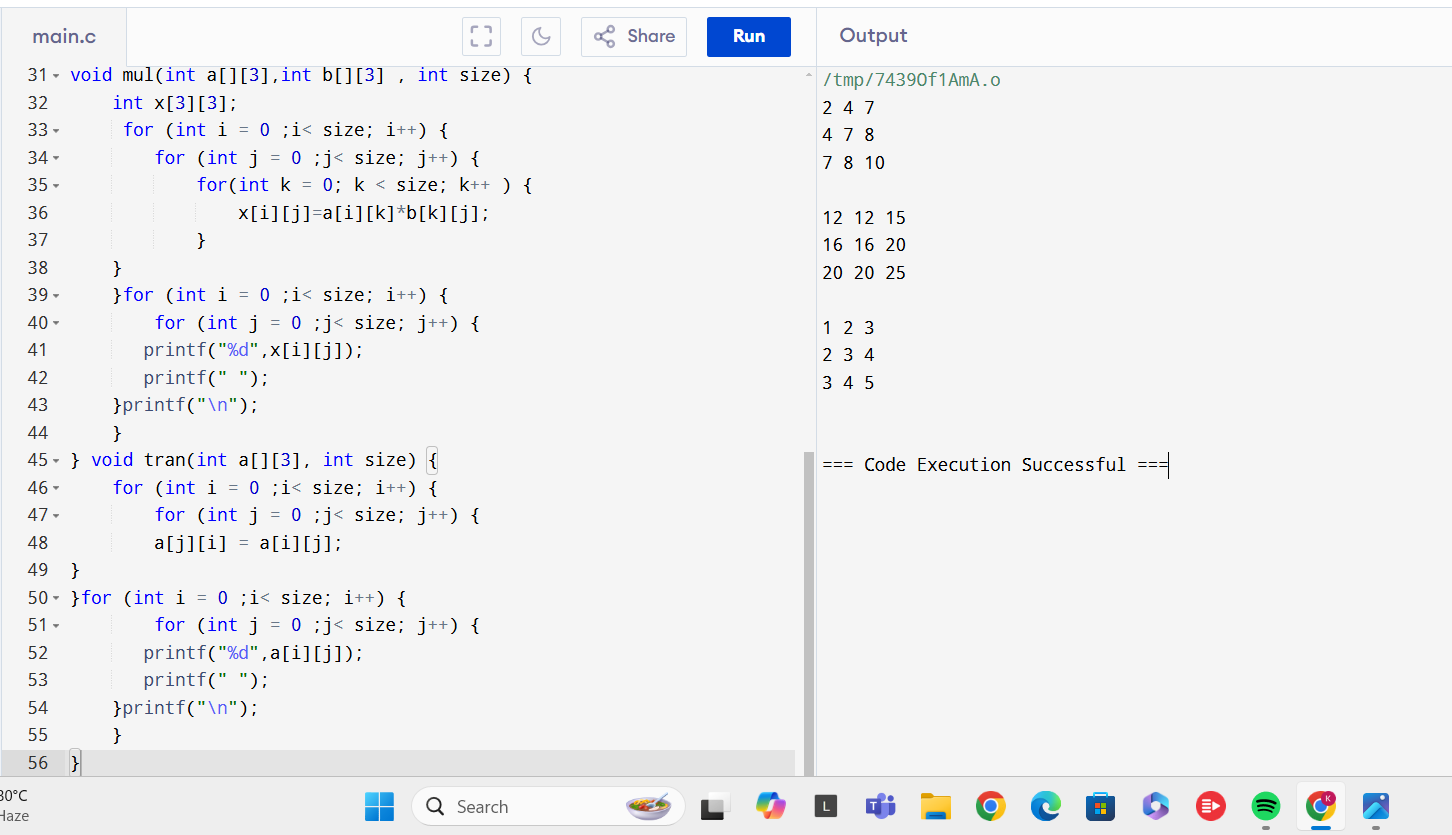 main.c
Share
Run
Output
31 void mul(int a[][3],int b[][3] , int size) {
32     int x[3][3];
33      for (int i = 0 ;i< size; i++) {
34         for (int j = 0 ;j< size; j++) {
35             for(int k = 0; k < size; k++ ) {
36                 x[i][j]=a[i][k]*b[k][j];
37             }
38     }
39     }for (int i = 0 ;i< size; i++) {
40         for (int j = 0 ;j< size; j++) {
41        printf("%d",x[i][j]);
42        printf(" ");
43     }printf("\n");
44     }
45 } void tran(int a[][3], int size) {
46     for (int i = 0 ;i< size; i++) {
47         for (int j = 0 ;j< size; j++) {
48         a[j][i] = a[i][j];
49 }
50 }for (int i = 0 ;i< size; i++) {
51         for (int j = 0 ;j< size; j++) {
52        printf("%d",a[i][j]);
53        printf(" ");
54     }printf("\n");
55     }
56 }
/tmp/7439Of1AmA.o
2 4 7
4 7 8
7 8 10
12 12 15
16 16 20
20 20 25
1 2 3
2 3 4
3 4 5
=== Code Execution Successful ===
30°C
Haze
Search
L
T
K